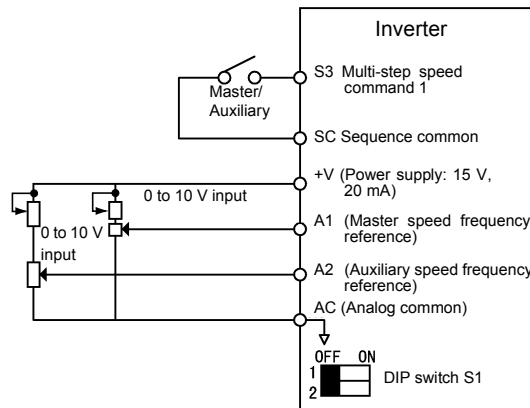 Inverter
S3 Multi-step speed
command 1
Master/
Auxiliary
SC Sequence common
+V (Power supply: 15 V,
20 mA)
0 to 10 V input
A1 (Master speed frequency
reference)
0 to 10 V
input
A2 (Auxiliary speed frequency
reference)
AC (Analog common)
OFF ON
1
2
DIP switch S1